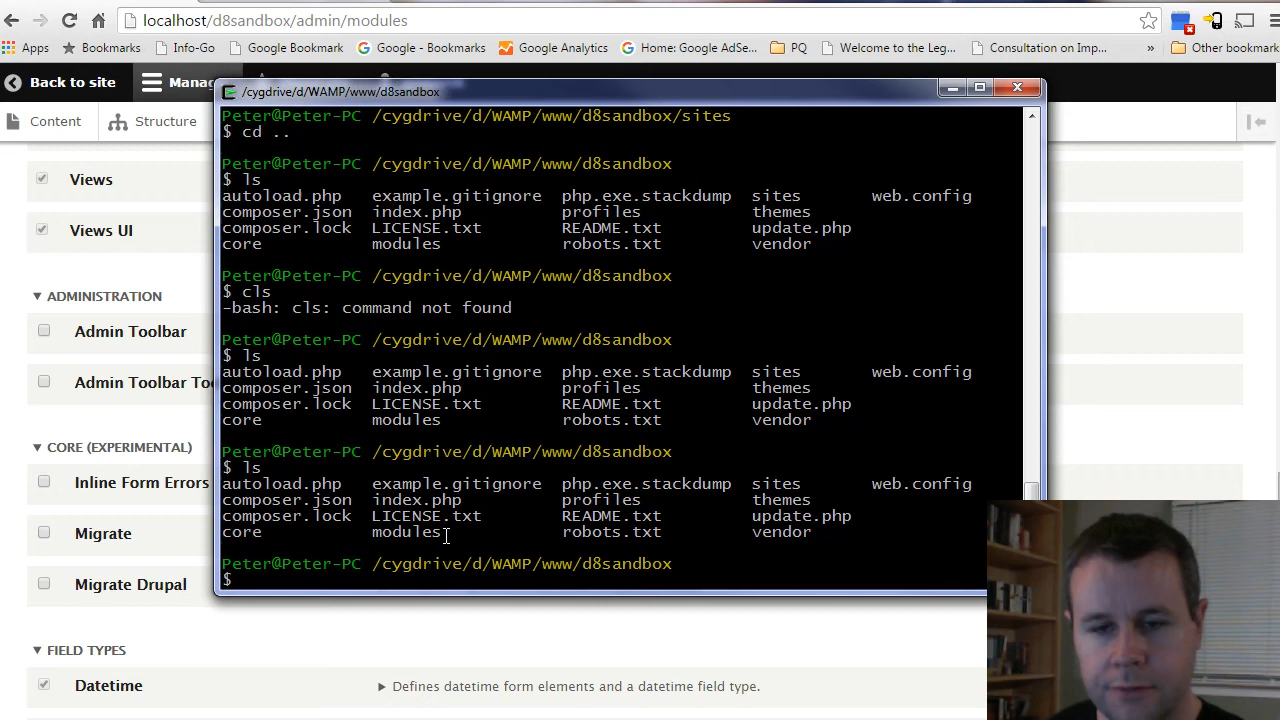 localhost/d8sandbox/admin/modules
Apps Bookmarks Info-Go Google Bookmark Google - Bookmarks Google Analytics Home: Google AdSe... PQ Welcome to the Leg... Consultation on Imp... » Other bookmark
Back to site
/cygdrive/d/WAMP/www/d8sandbox
Content Structure
Views
Views UI
▼ ADMINISTRATION
Admin Toolbar
Admin Toolbar
▼ CORE (EXPERIMENTAL)
Inline Form Errors
Migrate
Migrate Drupal
▼ FIELD TYPES
Datetime
▶ Defines datetime form elements and a datetime field type.
Peter@Peter-PC /cygdrive/d/WAMP/www/d8sandbox/sites
$ cd ..
Peter@Peter-PC /cygdrive/d/WAMP/www/d8sandbox
$ ls
autoload.php example.gitignore php.exe.stackdump sites web.config
composer.json index.php profiles themes
composer.lock LICENSE.txt README.txt update.php
core modules robots.txt vendor
Peter@Peter-PC /cygdrive/d/WAMP/www/d8sandbox
$ cls
-bash: cls: command not found
Peter@Peter-PC /cygdrive/d/WAMP/www/d8sandbox
$ ls
autoload.php example.gitignore php.exe.stackdump sites web.config
composer.json index.php profiles themes
composer.lock LICENSE.txt README.txt update.php
core modules robots.txt vendor
Peter@Peter-PC /cygdrive/d/WAMP/www/d8sandbox
$ ls
autoload.php example.gitignore php.exe.stackdump sites web.config
composer.json index.php profiles themes
composer.lock LICENSE.txt README.txt update.php
core modules robots.txt vendor
Peter@Peter-PC /cygdrive/d/WAMP/www/d8sandbox
$